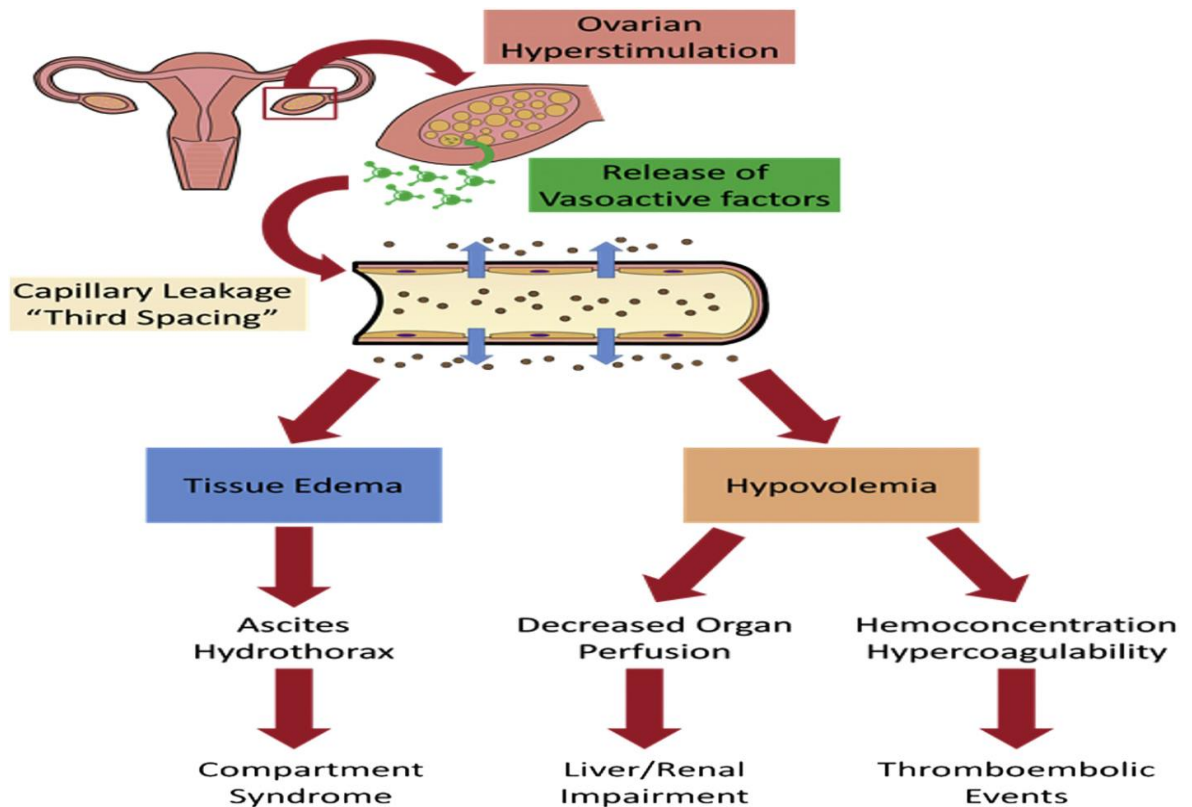 Ovarian
Hyperstimulation
Release of
Vasoactive factors
Capillary Leakage
“Third Spacing”
Tissue Edema
Hypovolemia
Ascites
Hydrothorax
Decreased Organ
Perfusion
Hemoconcentration
Hypercoagulability
Compartment
Syndrome
Liver/Renal
Impairment
Thromboembolic
Events